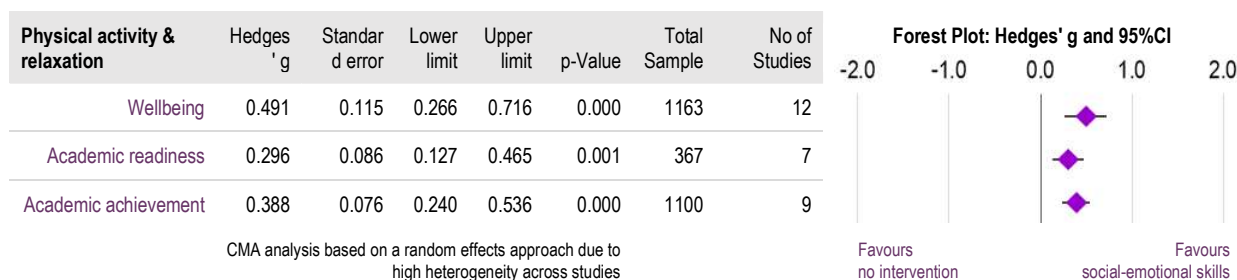 Physical activity & relaxation Hedges ' g Standar d error Lower limit Upper limit p-Value Total Sample No of Studies
Wellbeing 0.491 0.115 0.266 0.716 0.000 1163 12
Academic readiness 0.296 0.086 0.127 0.465 0.001 367 7
Academic achievement 0.388 0.076 0.240 0.536 0.000 1100 9
CMA analysis based on a random effects approach due to
high heterogeneity across studies
Forest Plot: Hedges' g and 95%CI
-2.0 -1.0 0.0 1.0 2.0
Favours no intervention
Favours social-emotional skills